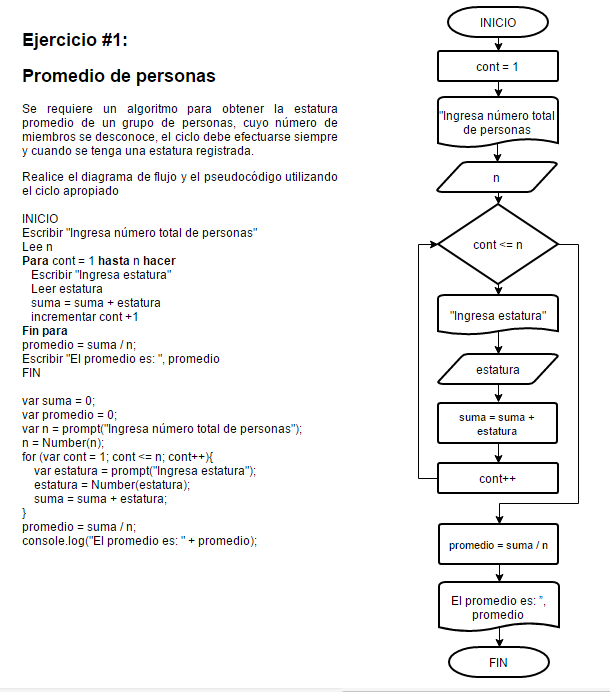 Ejercicio #1:
Promedio de personas
Se requiere un algoritmo para obtener la estatura
promedio de un grupo de personas, cuyo número de
miembros se desconoce, el ciclo debe efectuarse siempre
y cuando se tenga una estatura registrada.
Realice el diagrama de flujo y el pseudocódigo utilizando
el ciclo apropiado
INICIO
Escribir "Ingresa número total de personas"
Lee n
Para cont = 1 hasta n hacer
Escribir "Ingresa estatura"
Leer estatura
suma = suma + estatura
incrementar cont +1
Fin para
promedio = suma / n;
Escribir "El promedio es: ", promedio
FIN
var suma = 0;
var promedio = 0;
var n = prompt("Ingresa número total de personas");
n = Number(n);
for (var cont = 1; cont <= n; cont++){
var estatura = prompt("Ingresa estatura");
estatura = Number(estatura);
suma = suma + estatura;
}
promedio = suma / n;
console.log("El promedio es: " + promedio);
INICIO
cont = 1
"Ingresa número total
de personas
n
cont <= n
"Ingresa estatura"
estatura
suma = suma +
estatura
cont++
promedio = suma / n
El promedio es: ",
promedio
FIN